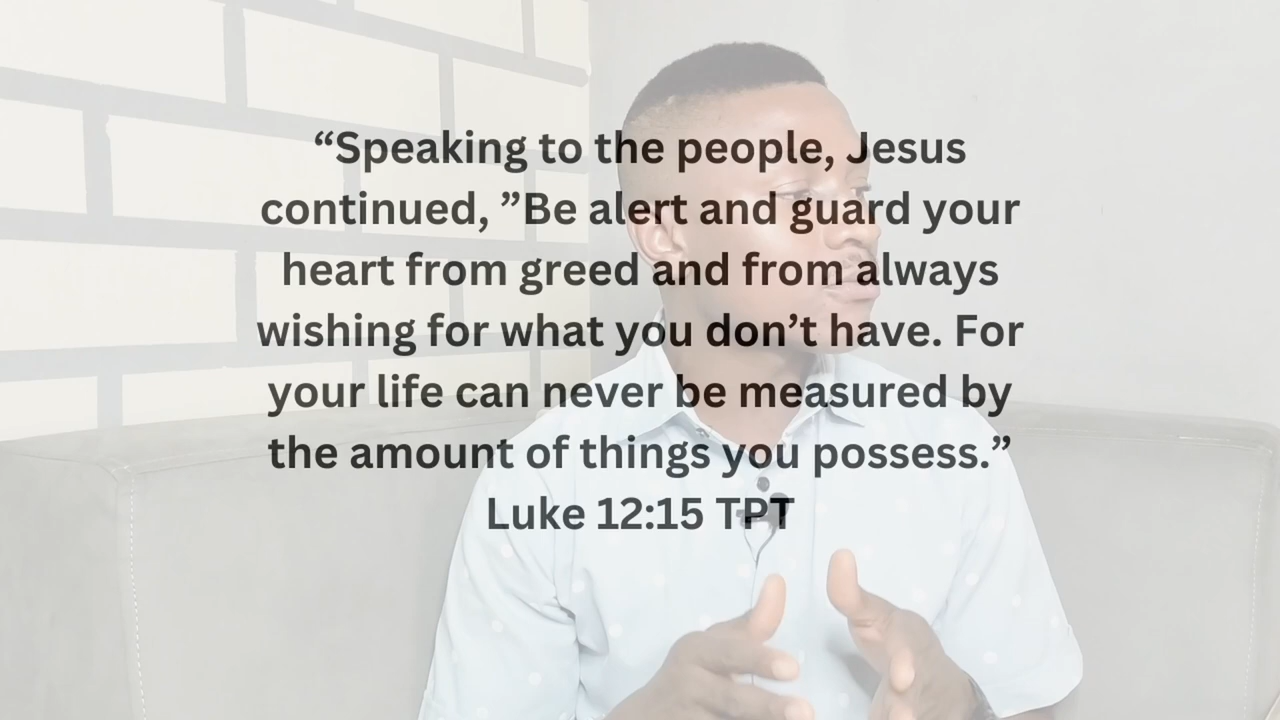 “Speaking to the people, Jesus
continued, ”Be alert and guard your
heart from greed and from always
wishing for what you don’t have. For
your life can never be measured by
the amount of things you possess.”
Luke 12:15 TPT